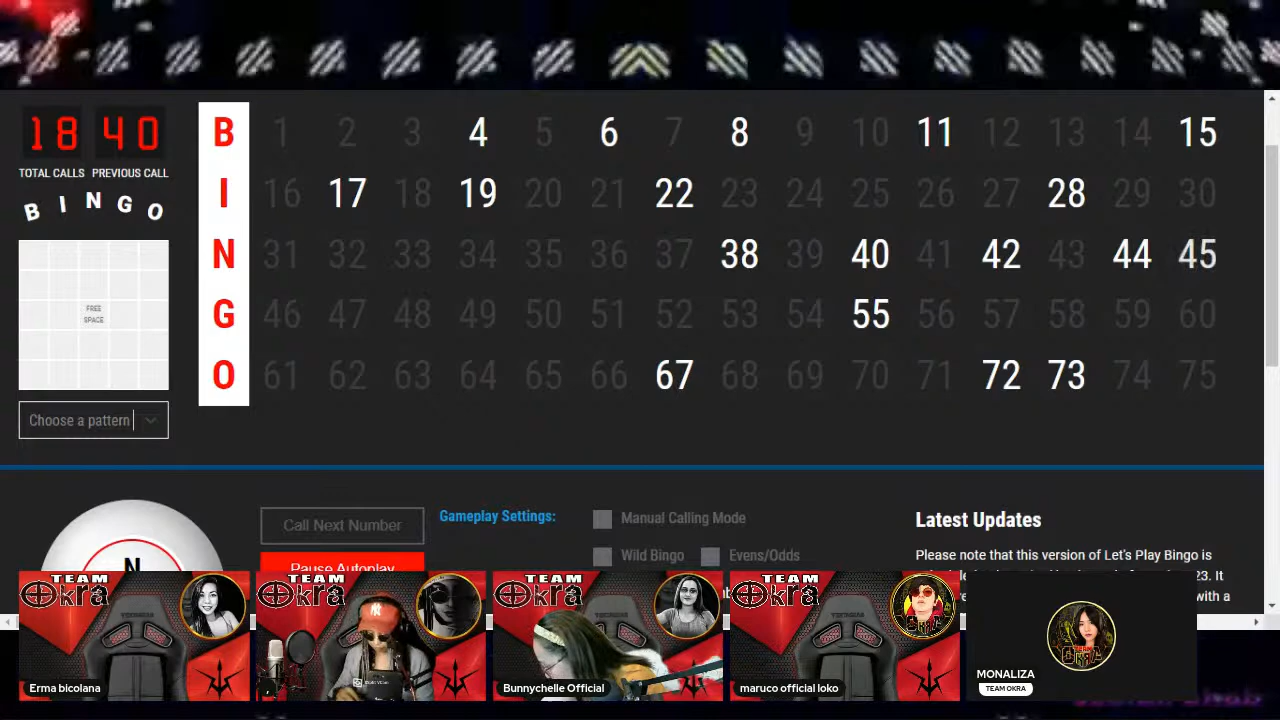 18 40
TOTAL CALLS PREVIOUS CALL
B I N G O
FREE
SPACE
Choose a pattern
B 1 2 3 4 5 6 7 8 9 10 11 12 13 14 15
I 16 17 18 19 20 21 22 23 24 25 26 27 28 29 30
N 31 32 33 34 35 36 37 38 39 40 41 42 43 44 45
G 46 47 48 49 50 51 52 53 54 55 56 57 58 59 60
O 61 62 63 64 65 66 67 68 69 70 71 72 73 74 75
N
Call Next Number
Pause Autoplay
Gameplay Settings:
Manual Calling Mode
Wild Bingo Evens/Odds
Latest Updates
Please note that this version of Let's Play Bingo is
23. It
with a
TEAM
Okra
Erma bicolana
TEAM
Okra
TEAM
Okra
Bunnychelle Official
TEAM
Okra
maruco official loko
MONALIZA
TEAM OKRA